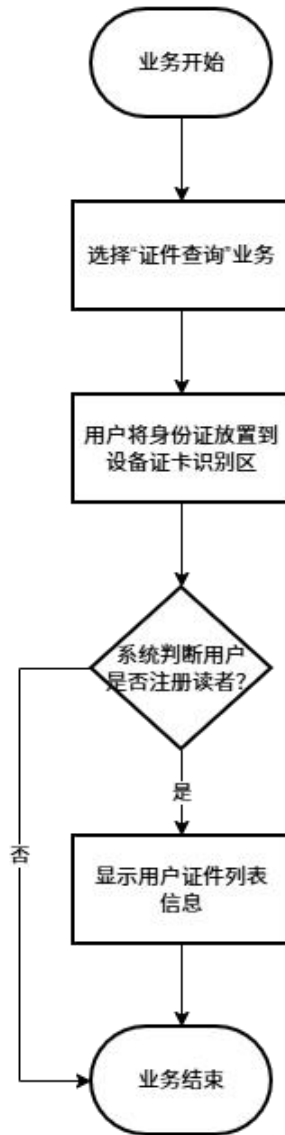 业务开始
选择“证件查询”业务
用户将身份证放置到
设备证卡识别区
系统判断用户
是否注册读者？
是
否
显示用户证件列表
信息
业务结束